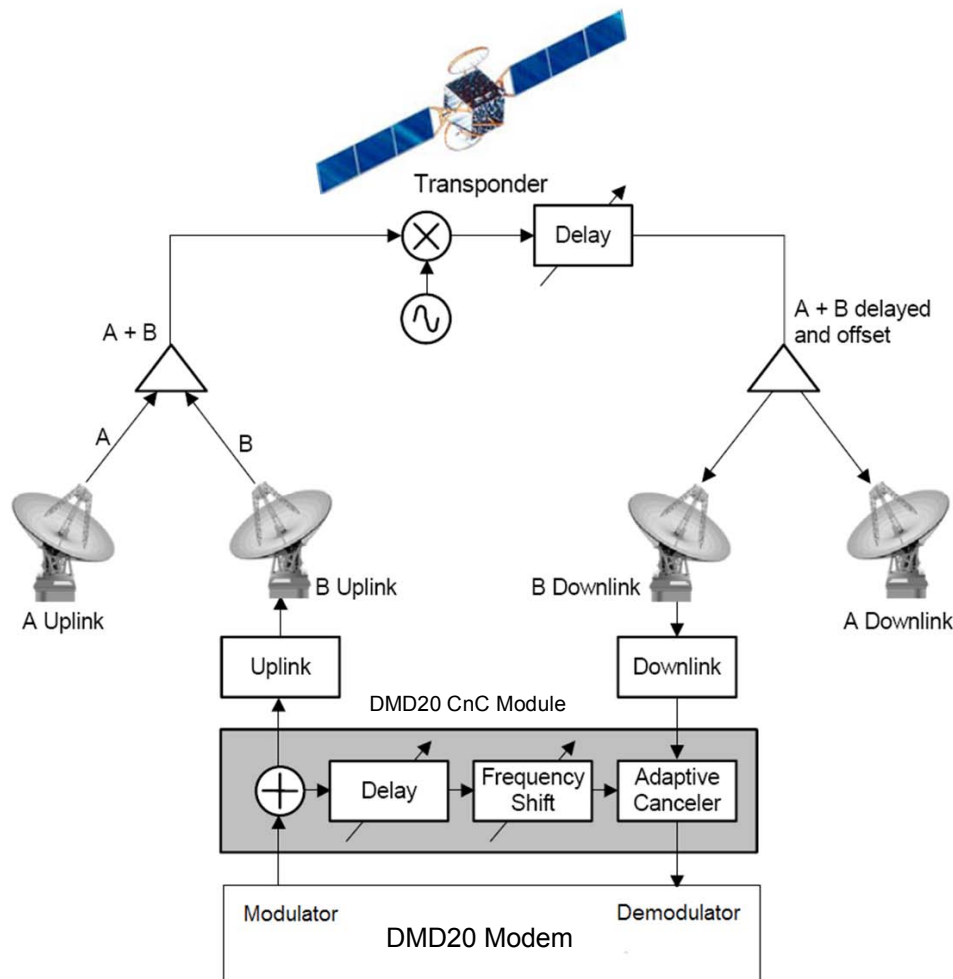 Transponder
Delay
A + B
A + B delayed
and offset
A
B
A Uplink
B Uplink
B Downlink
A Downlink
Uplink
Downlink
DMD20 CnC Module
Delay
Frequency
Shift
Adaptive
Canceler
Modulator
Demodulator
DMD20 Modem